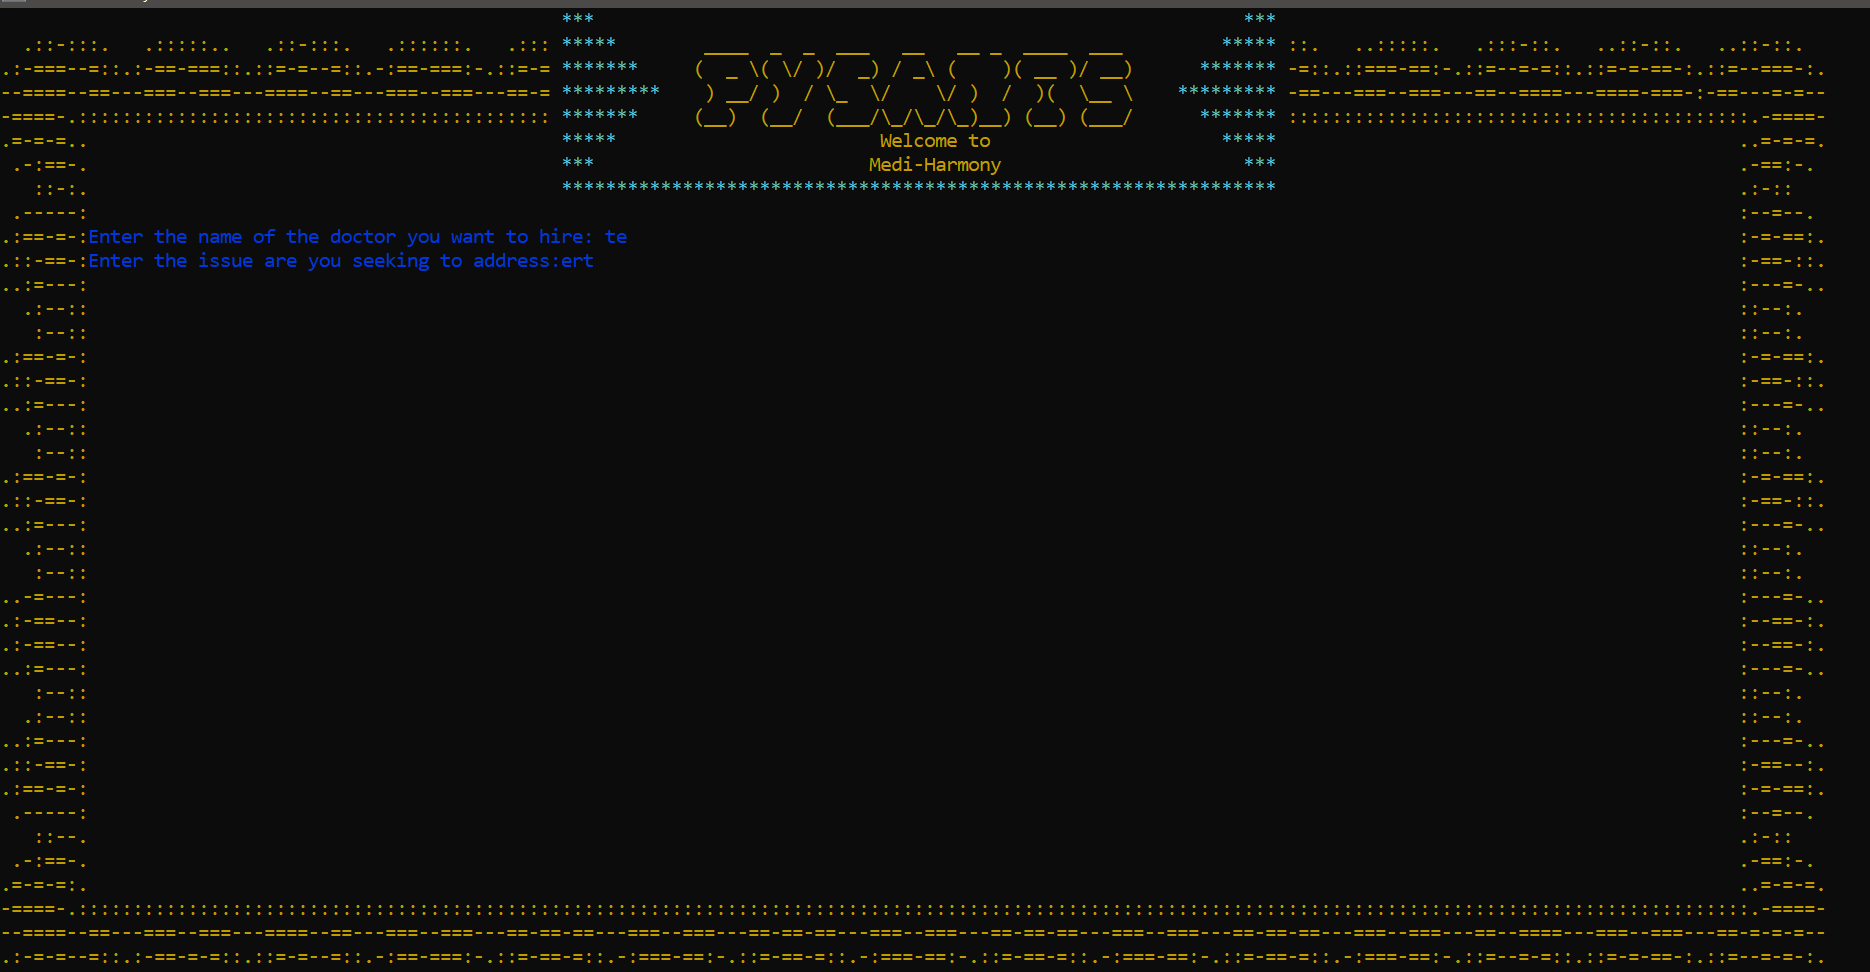 Welcome to
Medi-Harmony
Enter the name of the doctor you want to hire: te
Enter the issue are you seeking to address:ert